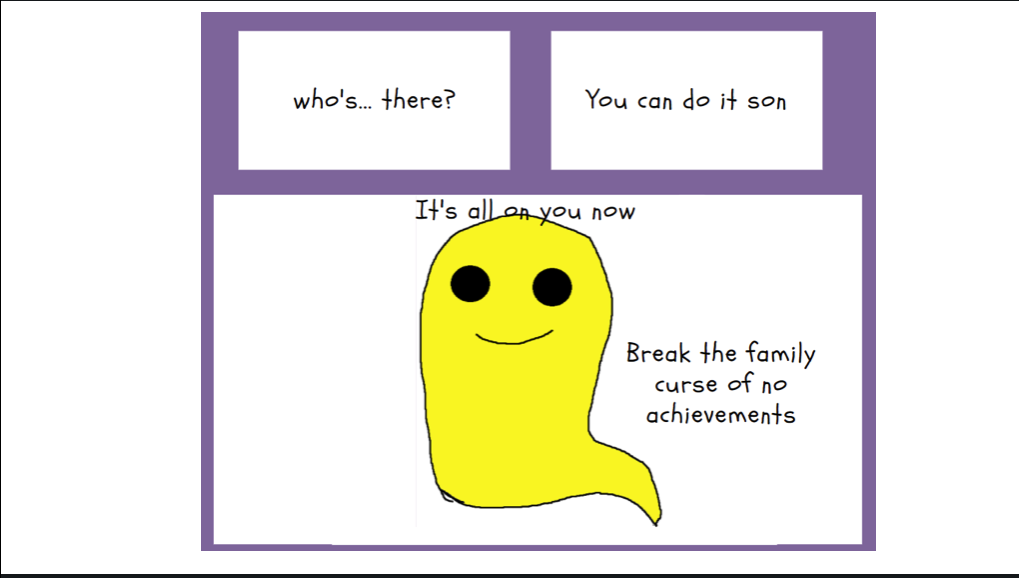 who's... there?
You can do it son
It's all on you now
Break the family
curse of no
achievements